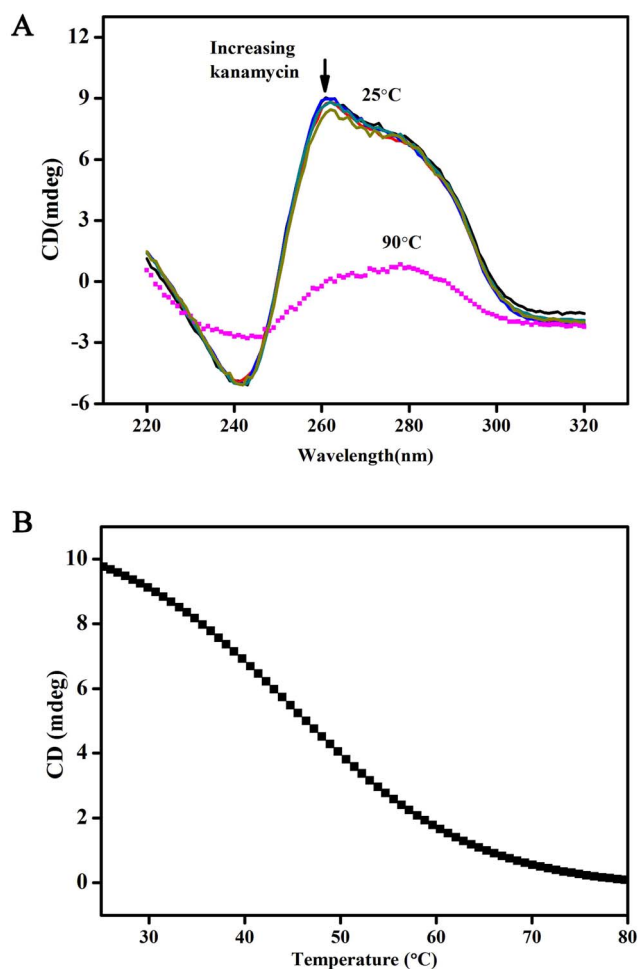 A
Increasing
kanamycin
25°C
90°C
12
9
6
3
0
-3
-6
CD(mdeg)
220 240 260 280 300 320
Wavelength(nm)
B
10
8
6
4
2
0
CD (mdeg)
30 40 50 60 70 80
Temperature (°C)